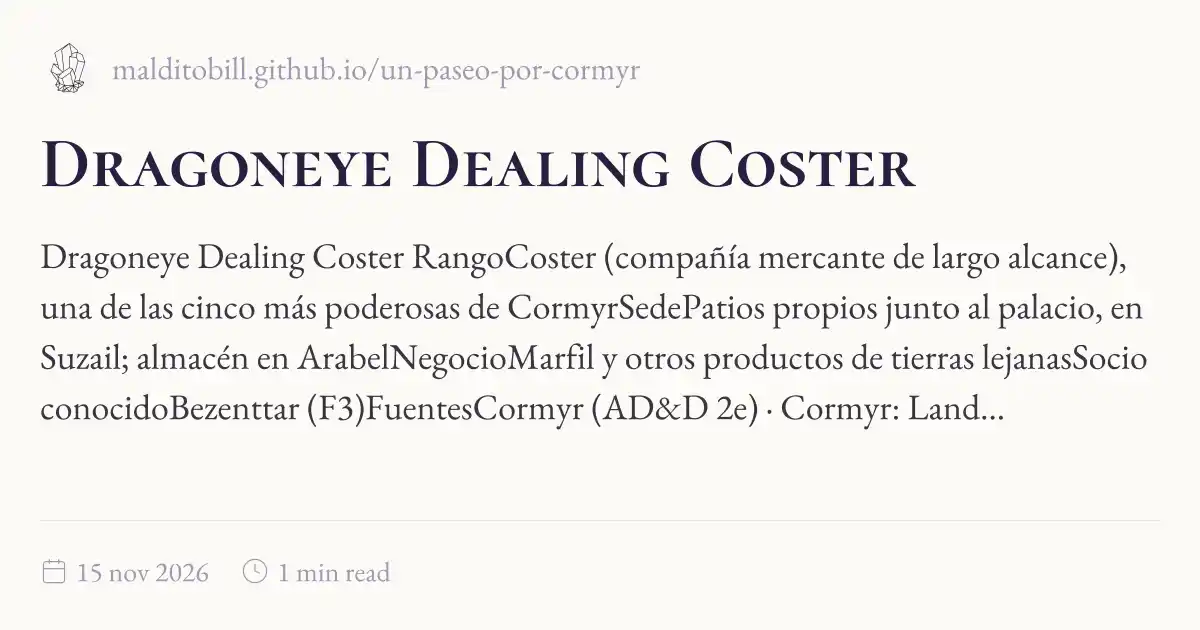 malditobill.github.io/un-paseo-por-cormyr
Dragoneye Dealing Coster
Dragoneye Dealing Coster RangoCoster (compañía mercante de largo alcance),
una de las cinco más poderosas de CormyrSedePatios propios junto al palacio, en
Suzail; almacén en ArabelNegocioMarfil y otros productos de tierras lejanasSocio
conocidoBezenttar (F3)FuentesCormyr (AD&D 2e) · Cormyr: Land...
15 nov 2026
1 min read